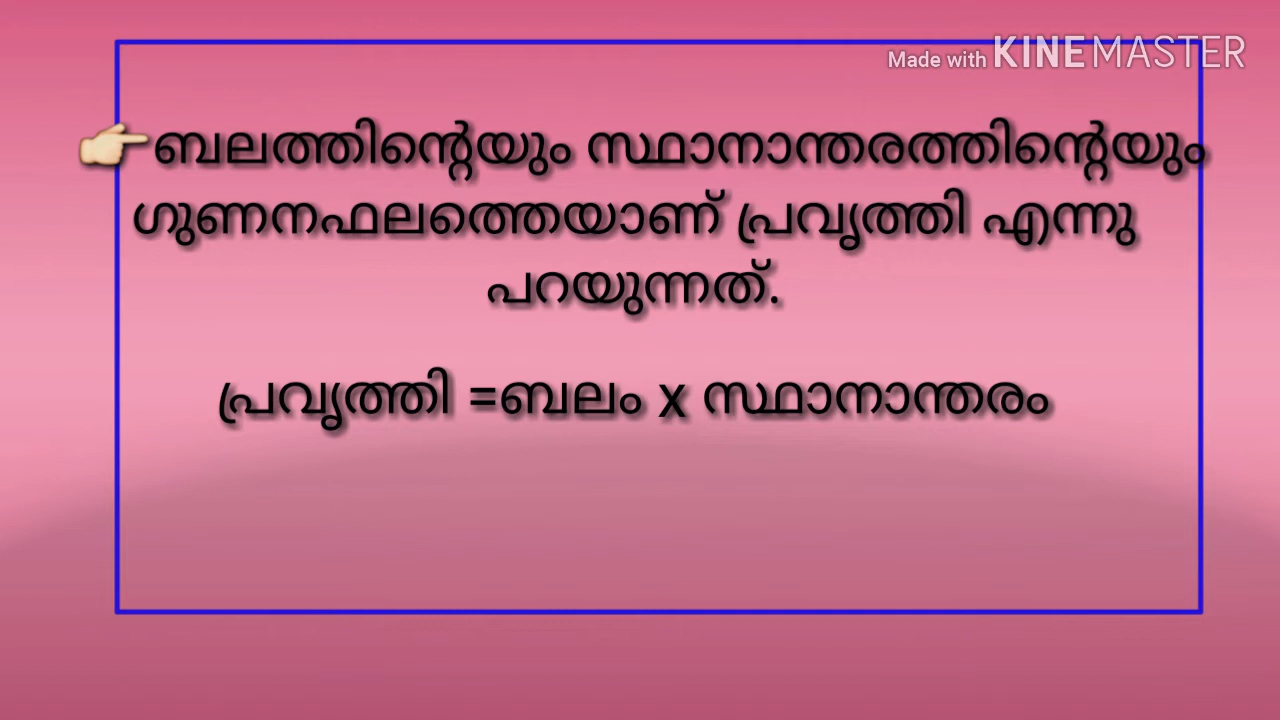 Made with KINEMASTER
👉ബലത്തിന്റെയും സ്ഥാനാന്തരത്തിന്റെയും
ഗുണനഫലത്തെയാണ് പ്രവൃത്തി എന്നു
പറയുന്നത്.
പ്രവൃത്തി =ബലം x സ്ഥാനാന്തരം